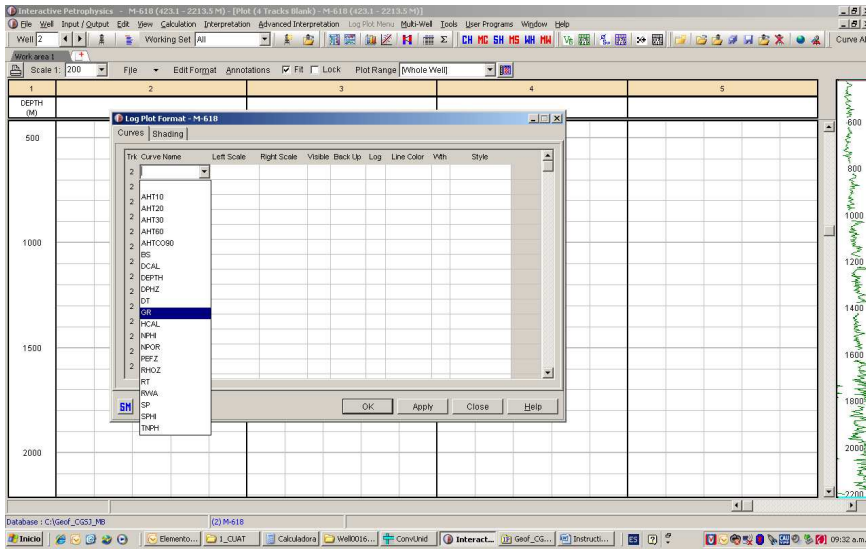 Interactive Petrophysics - M-618 (423.1 - 2213.5 M) - [Plot (4 Tracks Blank) - M-618 (423.1 - 2213.5 M)]
File Well Input / Output Edit View Calculation Interpretation Advanced Interpretation Log Plot Menu Multi-Well Tools User Programs Window Help
Well 2 Working Set All CH MC SH MS WH MW Curve Al
Work area 1
Scale 1: 200 File Edit Format Annotations Fit Lock Plot Range [Whole Well]
1 2 3 4 5
DEPTH
(M)
500
1000
1500
2000
Log Plot Format - M-618
Curves Shading
Trk Curve Name Left Scale Right Scale Visible Back Up Log Line Color Wth Style
2
2
2
2
2
2
2
2
2
2
2
2
2
2
AHT10
AHT20
AHT30
AHT60
AHTCO90
BS
DCAL
DEPTH
DPHZ
DT
GR
HCAL
NPHI
NPOR
PEFZ
RHOZ
RT
RWA
SP
SPHI
TNPH
SM OK Apply Close Help
600
800
1000
1200
1400
1600
1800
2000
2200
Database : C:\Geof_CGSJ_MB (2) M-618
Inicio Elemento... 1_CUAT Calculadora Well0016... ConvUnid Interact... Geof_CG... Instructi... ES 09:32 a.m.